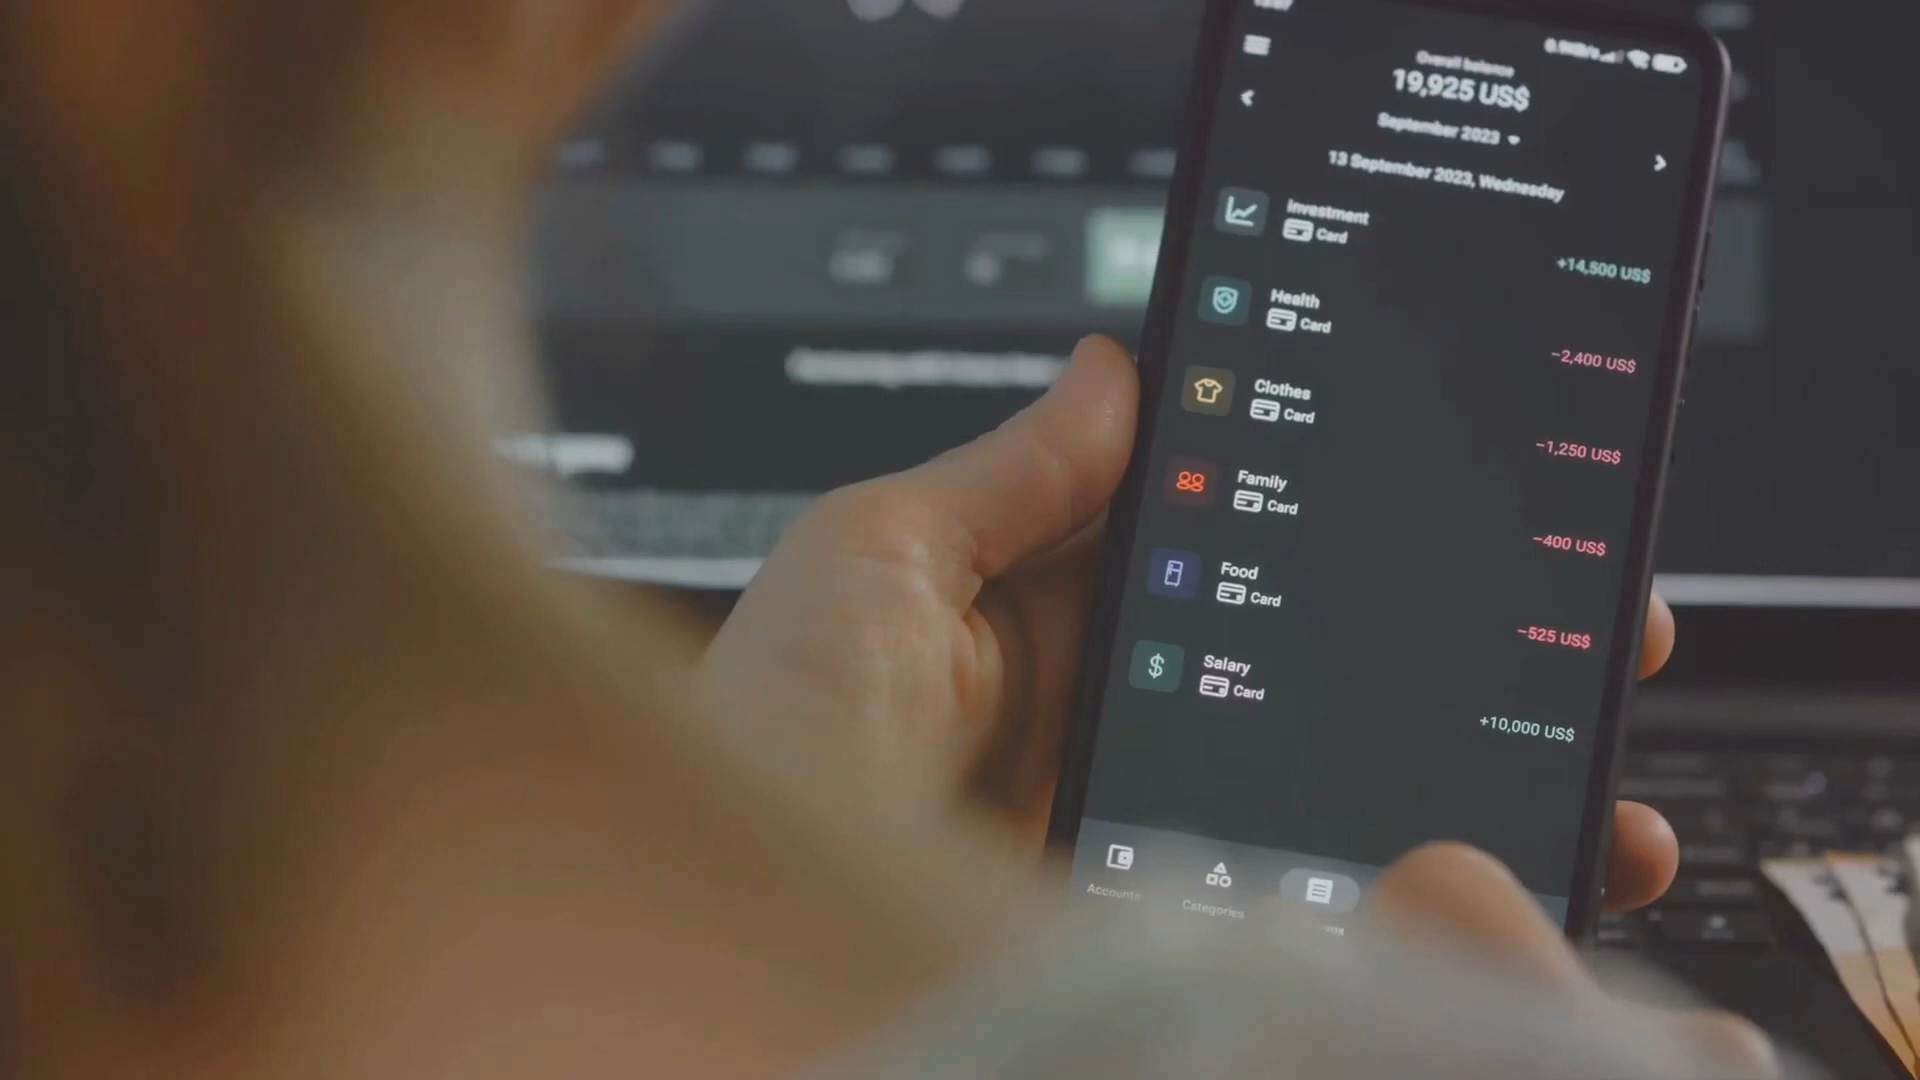 Overall balance
19,925 US$
September 2023
13 September 2023, Wednesday
Investment
Card
+14,500 US$
Health
Card
-2,400 US$
Clothes
Card
-1,250 US$
Family
Card
-400 US$
Food
Card
-525 US$
Salary
Card
+10,000 US$
Accounts
Categories